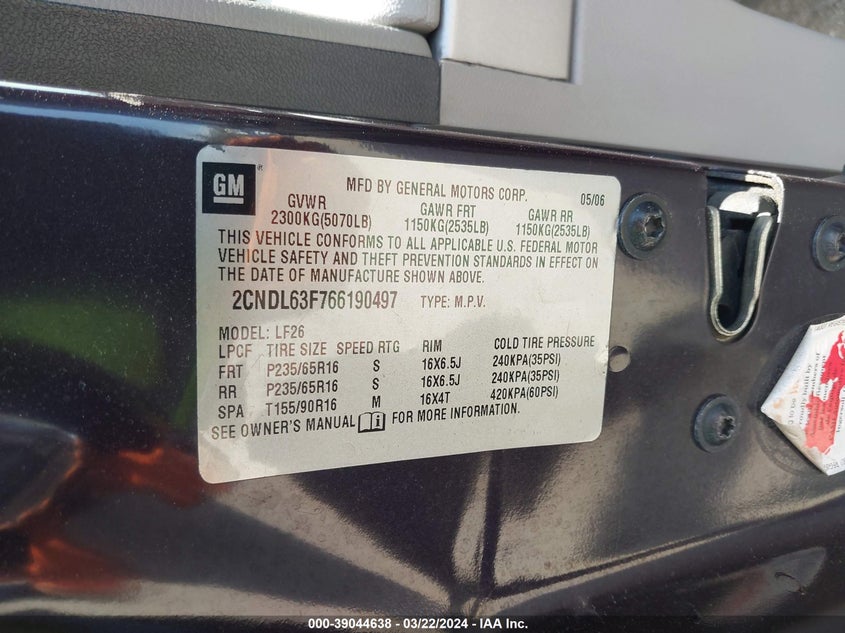 GM
MFD BY GENERAL MOTORS CORP. 05/06
GVWR GAWR FRT GAWR RR
2300KG(5070LB) 1150KG(2535LB) 1150KG(2535LB)
THIS VEHICLE CONFORMS TO ALL APPLICABLE U.S. FEDERAL MOTOR
VEHICLE SAFETY AND THEFT PREVENTION STANDARDS IN EFFECT ON
THE DATE OF MANUFACTURE SHOWN ABOVE.
2CNDL63F766190497 TYPE: M.P.V.
MODEL: LF26
LPCF TIRE SIZE SPEED RTG RIM COLD TIRE PRESSURE
FRT P235/65R16 S 16X6.5J 240KPA(35PSI)
RR P235/65R16 S 16X6.5J 240KPA(35PSI)
SPA T155/90R16 M 16X4T 420KPA(60PSI)
SEE OWNER'S MANUAL FOR MORE INFORMATION.
000-39044638 - 03/22/2024 - IAA Inc.